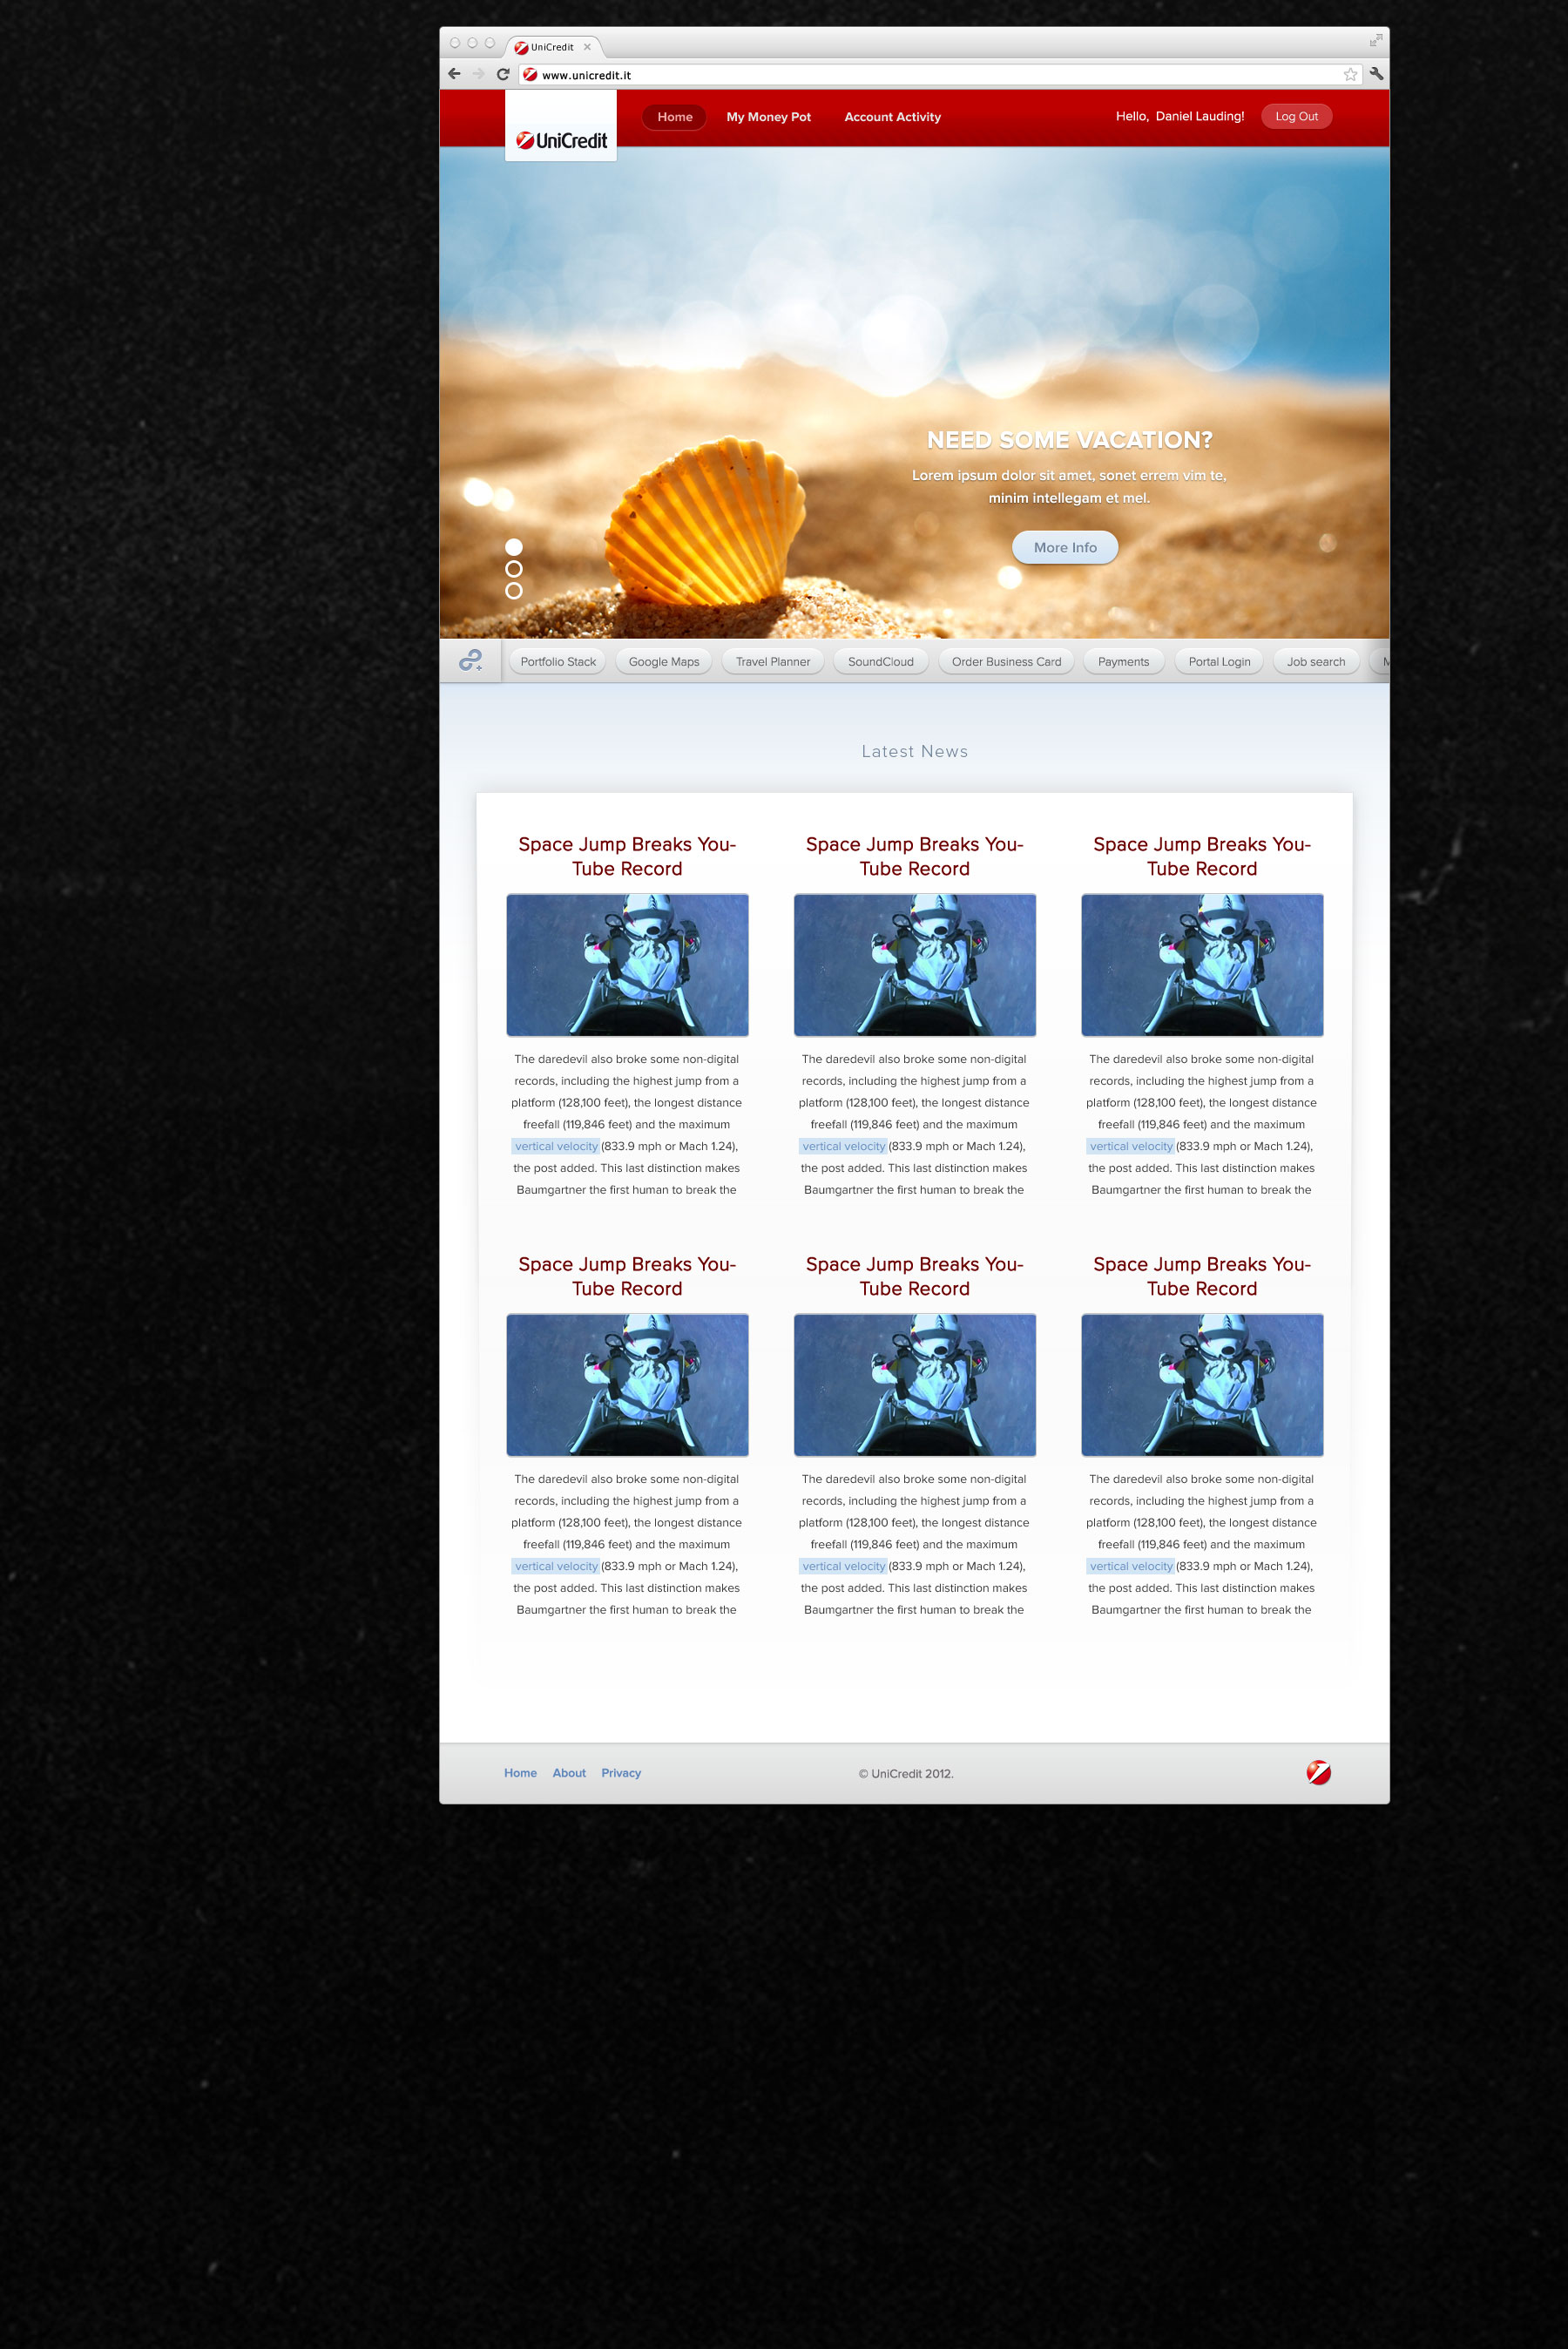 UniCredit
www.unicredit.it
UniCredit
Home My Money Pot Account Activity Hello, Daniel Lauding! Log Out
NEED SOME VACATION?
Lorem ipsum dolor sit amet, sonet errem vim te,
minim intellegam et mel.
More Info
Portfolio Stack Google Maps Travel Planner SoundCloud Order Business Card Payments Portal Login Job search
Latest News
Space Jump Breaks You-
Tube Record
The daredevil also broke some non-digital
records, including the highest jump from a
platform (128,100 feet), the longest distance
freefall (119,846 feet) and the maximum
vertical velocity (833.9 mph or Mach 1.24),
the post added. This last distinction makes
Baumgartner the first human to break the
Space Jump Breaks You-
Tube Record
The daredevil also broke some non-digital
records, including the highest jump from a
platform (128,100 feet), the longest distance
freefall (119,846 feet) and the maximum
vertical velocity (833.9 mph or Mach 1.24),
the post added. This last distinction makes
Baumgartner the first human to break the
Space Jump Breaks You-
Tube Record
The daredevil also broke some non-digital
records, including the highest jump from a
platform (128,100 feet), the longest distance
freefall (119,846 feet) and the maximum
vertical velocity (833.9 mph or Mach 1.24),
the post added. This last distinction makes
Baumgartner the first human to break the
Space Jump Breaks You-
Tube Record
The daredevil also broke some non-digital
records, including the highest jump from a
platform (128,100 feet), the longest distance
freefall (119,846 feet) and the maximum
vertical velocity (833.9 mph or Mach 1.24),
the post added. This last distinction makes
Baumgartner the first human to break the
Space Jump Breaks You-
Tube Record
The daredevil also broke some non-digital
records, including the highest jump from a
platform (128,100 feet), the longest distance
freefall (119,846 feet) and the maximum
vertical velocity (833.9 mph or Mach 1.24),
the post added. This last distinction makes
Baumgartner the first human to break the
Space Jump Breaks You-
Tube Record
The daredevil also broke some non-digital
records, including the highest jump from a
platform (128,100 feet), the longest distance
freefall (119,846 feet) and the maximum
vertical velocity (833.9 mph or Mach 1.24),
the post added. This last distinction makes
Baumgartner the first human to break the
Home About Privacy © UniCredit 2012.